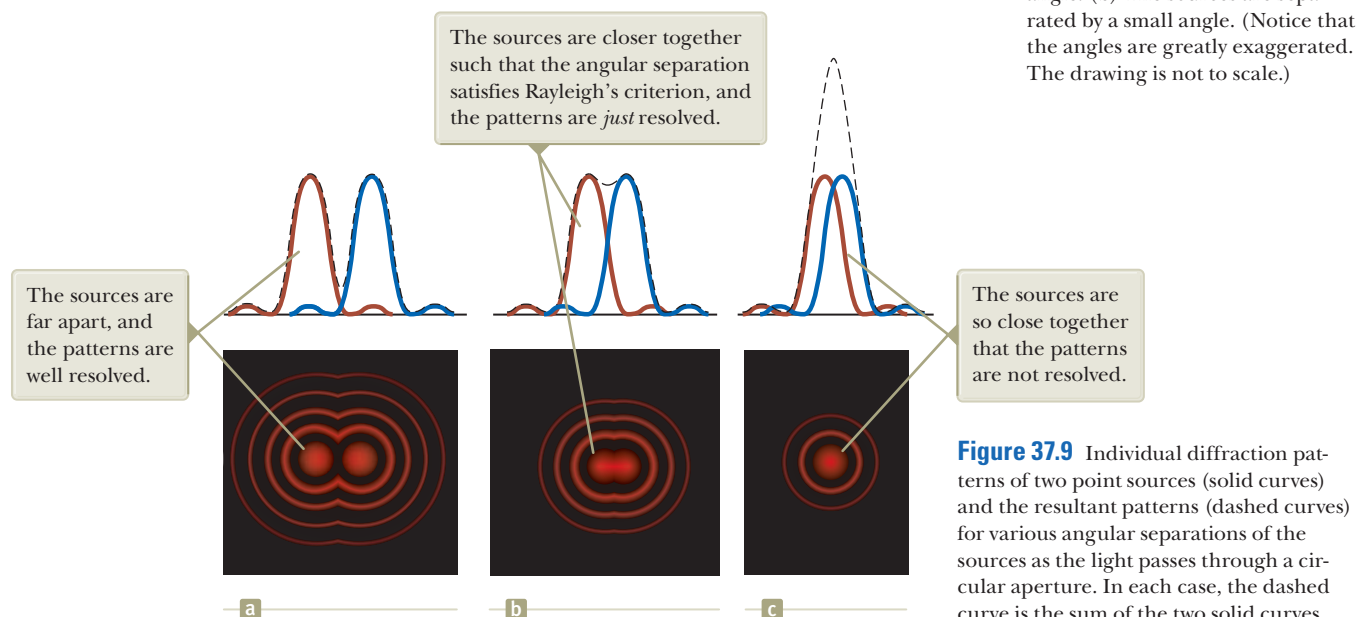 rated by a small angle. (Notice that
the angles are greatly exaggerated.
The drawing is not to scale.)
The sources are closer together
such that the angular separation
satisfies Rayleigh’s criterion, and
the patterns are just resolved.
The sources are
far apart, and
the patterns are
well resolved.
The sources are
so close together
that the patterns
are not resolved.
a
b
c
Figure 37.9 Individual diffraction pat-
terns of two point sources (solid curves)
and the resultant patterns (dashed curves)
for various angular separations of the
sources as the light passes through a cir-
cular aperture. In each case, the dashed
curve is the sum of the two solid curves.